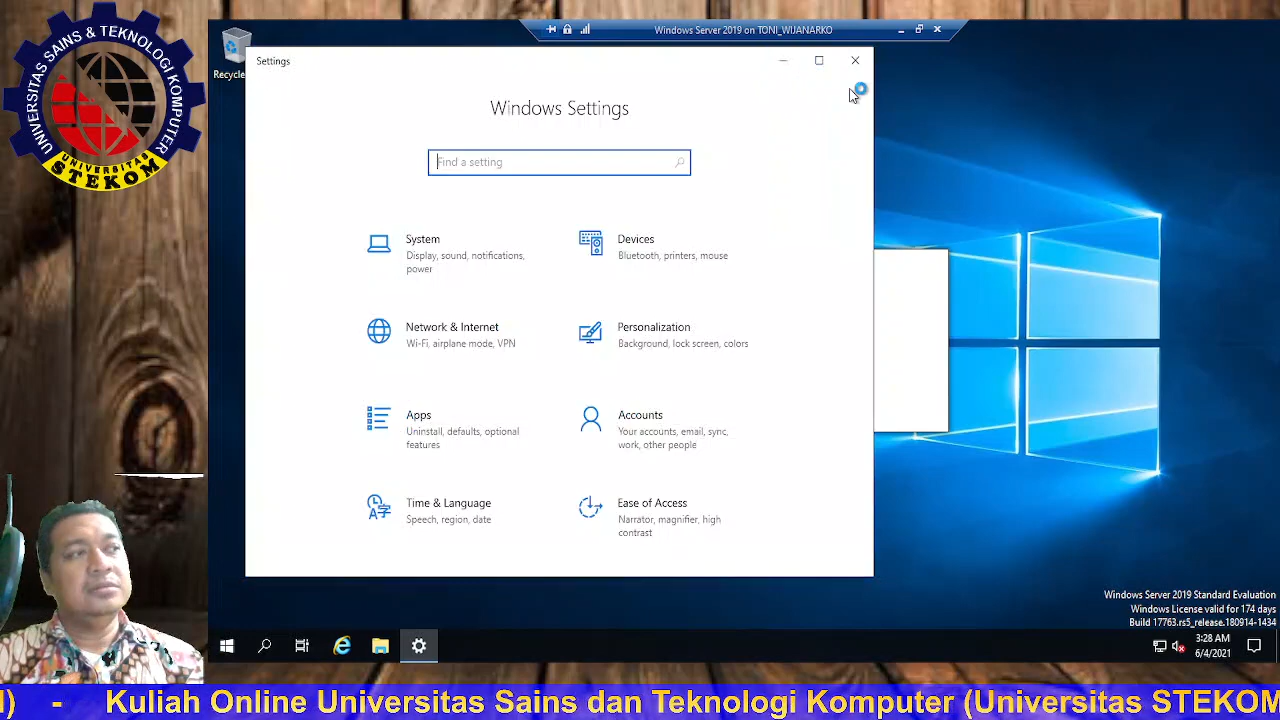 UNIVERSITAS SAINS & TEKNOLOGI KOMPUTER
UNIVERSITAS
STEKOM
Windows Server 2019 on TONI_WIJANARKO
Recycle
Settings
Windows Settings
Find a setting
System
Display, sound, notifications,
power
Devices
Bluetooth, printers, mouse
Network & Internet
Wi-Fi, airplane mode, VPN
Personalization
Background, lock screen, colors
Apps
Uninstall, defaults, optional
features
Accounts
Your accounts, email, sync,
work, other people
Time & Language
Speech, region, date
Ease of Access
Narrator, magnifier, high
contrast
Windows Server 2019 Standard Evaluation
Windows License valid for 174 days
Build 17763.rs5_release.180914-1434
3:28 AM
6/4/2021
) - Kuliah Online Universitas Sains dan Teknologi Komputer (Universitas STEKOM